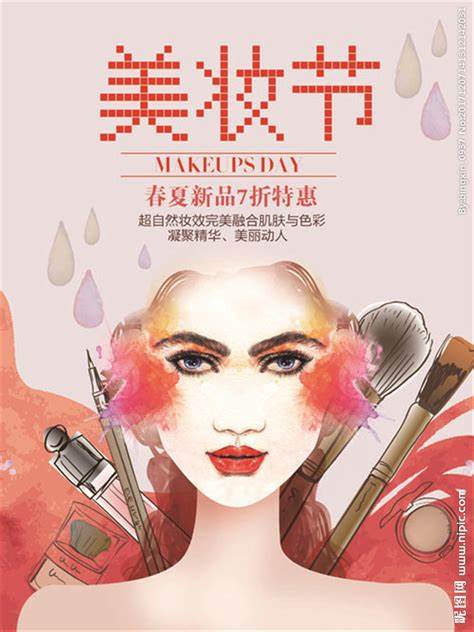 美妆节
MAKEUPS DAY
春夏新品7折特惠
超自然妆效完美融合肌肤与色彩
凝聚精华、美丽动人
昵图网 www.nipic.com